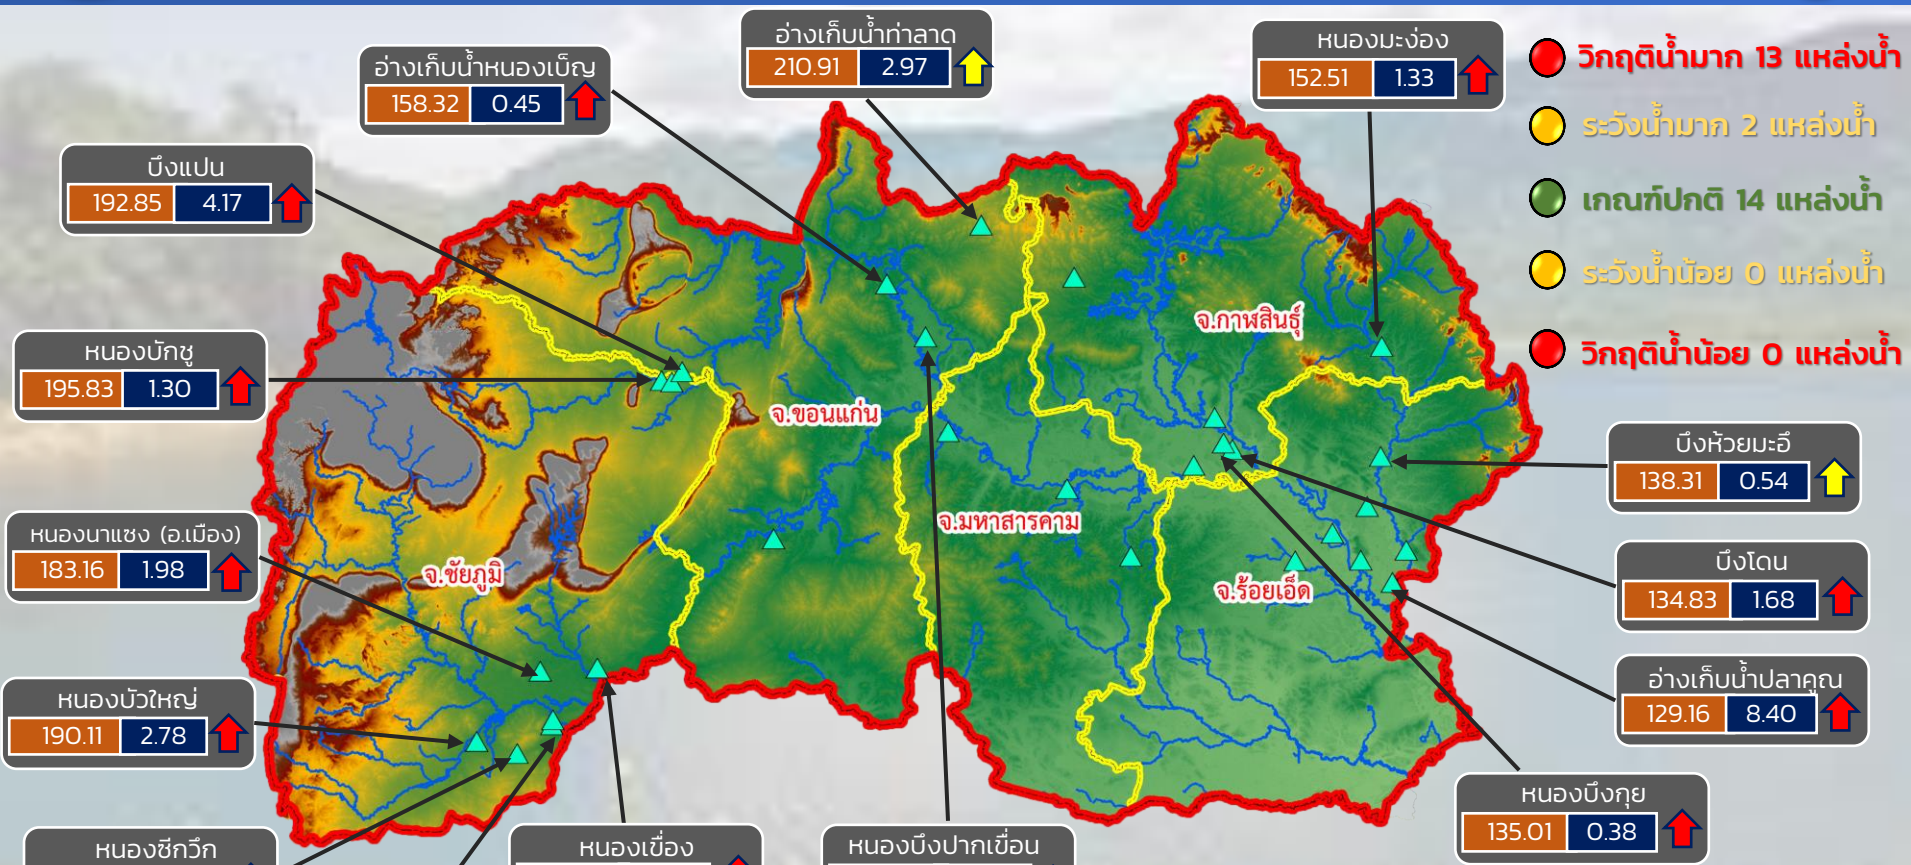 อ่างเก็บน้ำท่าลาด
210.91 2.97
หนองมะง่อง
152.51 1.33
วิกฤติน้ำมาก 13 แหล่งน้ำ
อ่างเก็บน้ำหนองเบ็ญ
158.32 0.45
ระวังน้ำมาก 2 แหล่งน้ำ
บึงแปน
192.85 4.17
เกณฑ์ปกติ 14 แหล่งน้ำ
ระวังน้ำน้อย 0 แหล่งน้ำ
จ.กาฬสินธุ์
วิกฤติน้ำน้อย 0 แหล่งน้ำ
หนองบักซู
195.83 1.30
จ.ขอนแก่น
บึงห้วยมะอึ
138.31 0.54
หนองนาแซง (อ.เมือง)
183.16 1.98
จ.มหาสารคาม
จ.ชัยภูมิ
จ.ร้อยเอ็ด
บึงโดน
134.83 1.68
หนองบัวใหญ่
190.11 2.78
อ่างเก็บน้ำปลาคูณ
129.16 8.40
หนองบึงกุย
135.01 0.38
หนองซีกวึก
หนองเขื่อง
หนองบึงปากเขื่อน